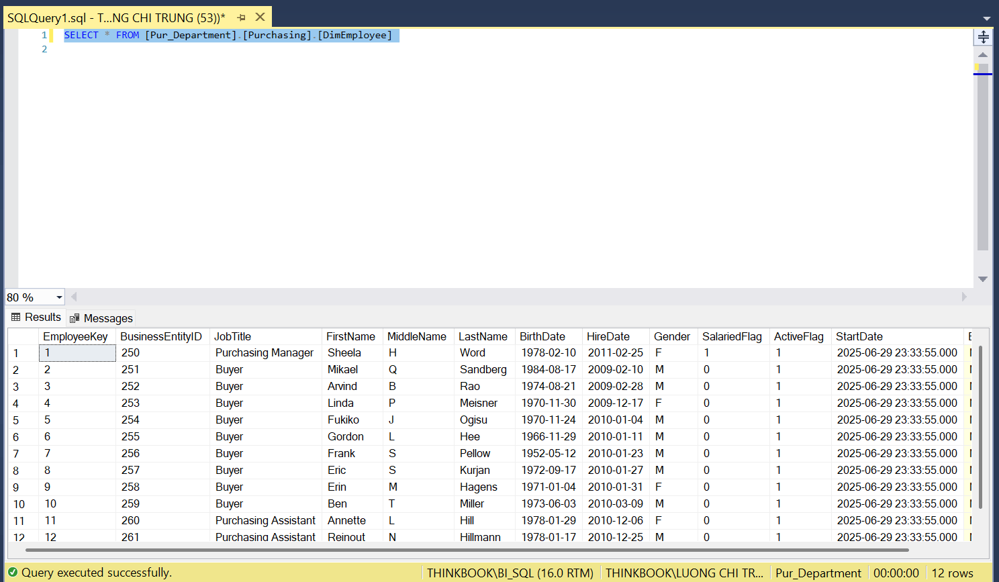 SQLQuery1.sql - T...NG CHI TRUNG (53))*
1 SELECT * FROM [Pur_Department].[Purchasing].[DimEmployee]
2
80 %
Results Messages
EmployeeKey BusinessEntityID JobTitle FirstName MiddleName LastName BirthDate HireDate Gender SalariedFlag ActiveFlag StartDate
1 1 250 Purchasing Manager Sheela H Word 1978-02-10 2011-02-25 F 1 1 2025-06-29 23:33:55.000
2 2 251 Buyer Mikael Q Sandberg 1984-08-17 2009-02-10 M 0 1 2025-06-29 23:33:55.000
3 3 252 Buyer Arvind B Rao 1974-08-21 2009-02-28 M 0 1 2025-06-29 23:33:55.000
4 4 253 Buyer Linda P Meisner 1970-11-30 2009-12-17 F 0 1 2025-06-29 23:33:55.000
5 5 254 Buyer Fukiko J Ogisu 1970-11-24 2010-01-04 M 0 1 2025-06-29 23:33:55.000
6 6 255 Buyer Gordon L Hee 1966-11-29 2010-01-11 M 0 1 2025-06-29 23:33:55.000
7 7 256 Buyer Frank S Pellow 1952-05-12 2010-01-23 M 0 1 2025-06-29 23:33:55.000
8 8 257 Buyer Eric S Kurjan 1972-09-17 2010-01-27 M 0 1 2025-06-29 23:33:55.000
9 9 258 Buyer Erin M Hagens 1971-01-04 2010-01-31 F 0 1 2025-06-29 23:33:55.000
10 10 259 Buyer Ben T Miller 1973-06-03 2010-03-09 M 0 1 2025-06-29 23:33:55.000
11 11 260 Purchasing Assistant Annette L Hill 1978-01-29 2010-12-06 F 0 1 2025-06-29 23:33:55.000
12 12 261 Purchasing Assistant Reinout N Hillmann 1978-01-17 2010-12-25 M 0 1 2025-06-29 23:33:55.000
Query executed successfully. THINKBOOK\BI_SQL (16.0 RTM) THINKBOOK\LUONG CHI TR... Pur_Department 00:00:00 12 rows